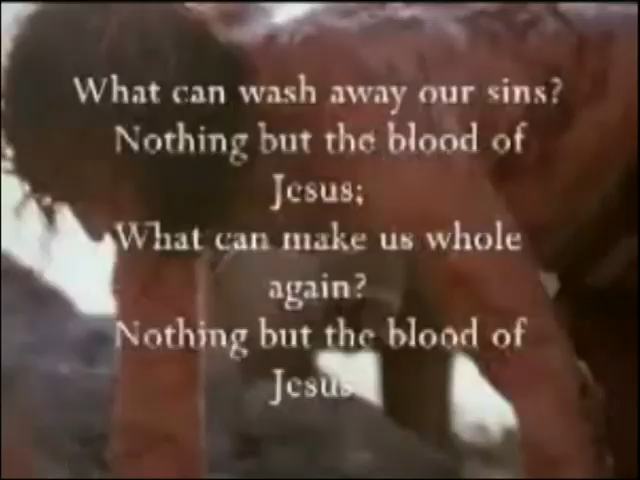 What can wash away our sins?
Nothing but the blood of
Jesus;
What can make us whole
again?
Nothing but the blood of
Jesus